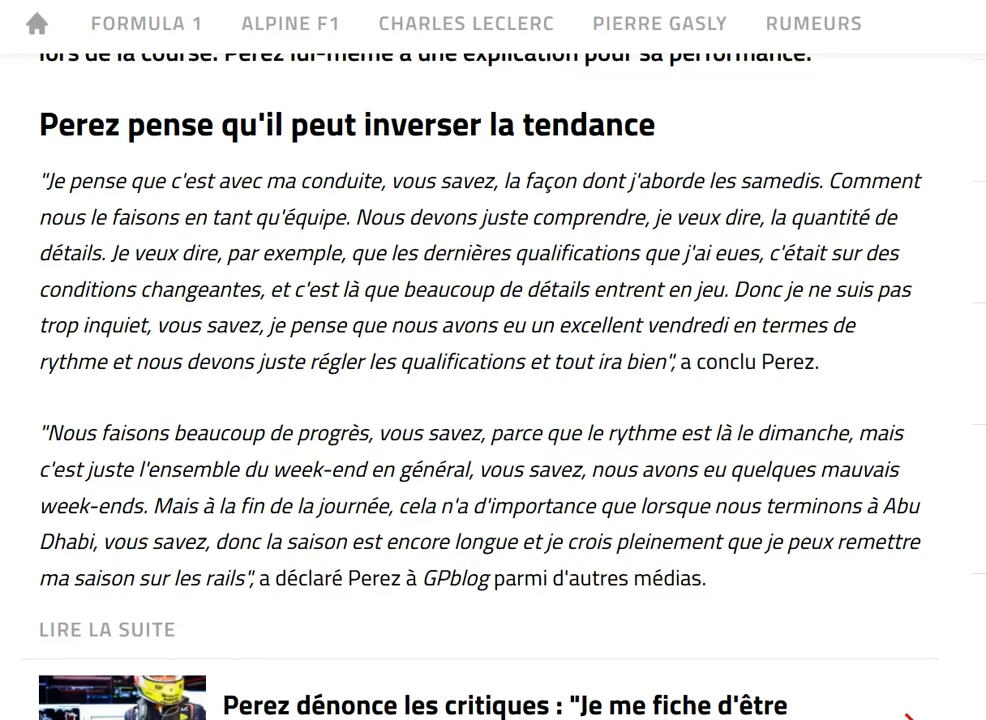 FORMULA 1 ALPINE F1 CHARLES LECLERC PIERRE GASLY RUMEURS
lors de la course. Perez lui-même a une explication pour sa performance.
Perez pense qu'il peut inverser la tendance
"Je pense que c'est avec ma conduite, vous savez, la façon dont j'aborde les samedis. Comment
nous le faisons en tant qu'équipe. Nous devons juste comprendre, je veux dire, la quantité de
détails. Je veux dire, par exemple, que les dernières qualifications que j'ai eues, c'était sur des
conditions changeantes, et c'est là que beaucoup de détails entrent en jeu. Donc je ne suis pas
trop inquiet, vous savez, je pense que nous avons eu un excellent vendredi en termes de
rythme et nous devons juste régler les qualifications et tout ira bien", a conclu Perez.
"Nous faisons beaucoup de progrès, vous savez, parce que le rythme est là le dimanche, mais
c'est juste l'ensemble du week-end en général, vous savez, nous avons eu quelques mauvais
week-ends. Mais à la fin de la journée, cela n'a d'importance que lorsque nous terminons à Abu
Dhabi, vous savez, donc la saison est encore longue et je crois pleinement que je peux remettre
ma saison sur les rails", a déclaré Perez à GPblog parmi d'autres médias.
LIRE LA SUITE
Perez dénonce les critiques : "Je me fiche d'être